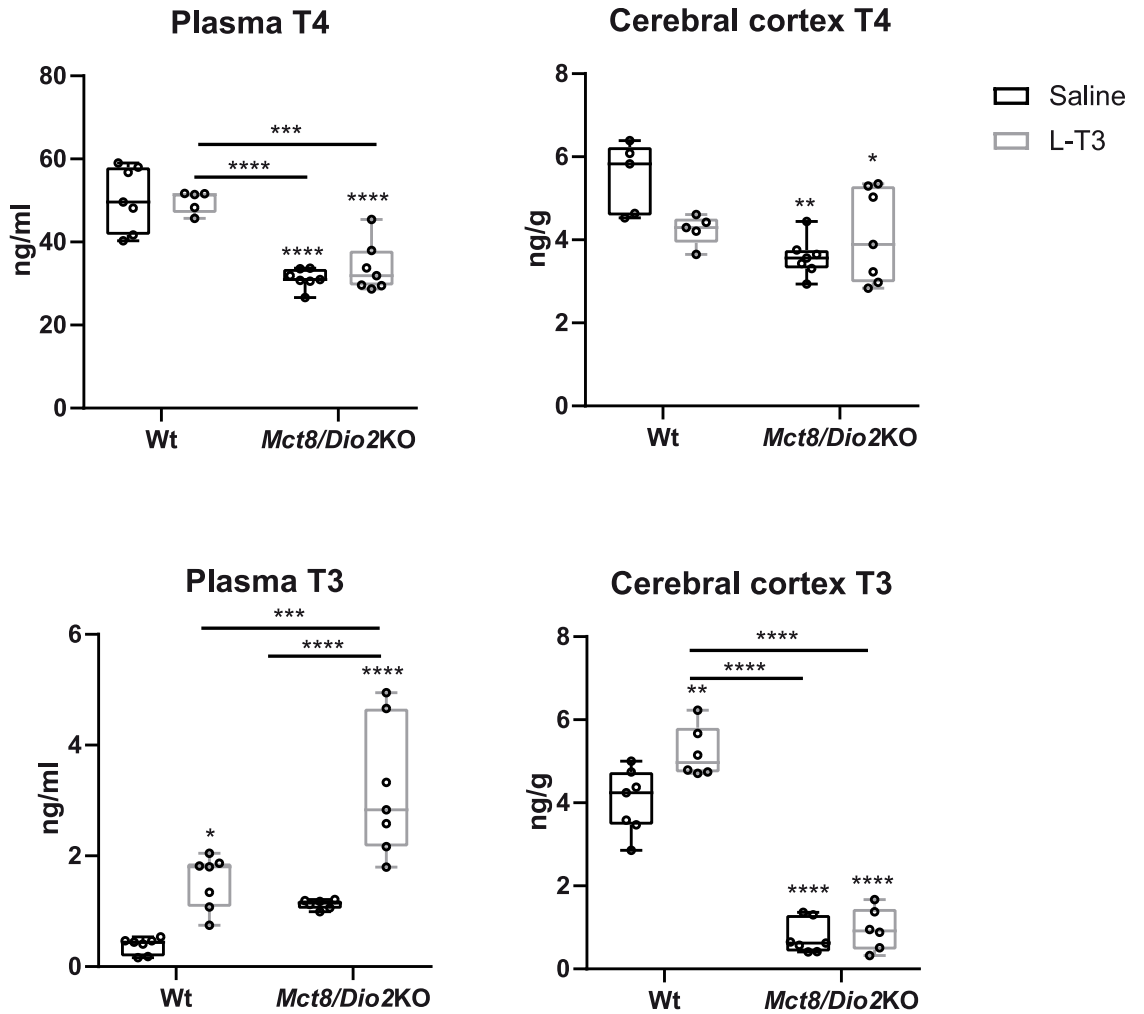 Plasma T4
80
60
40
20
0
ng/ml
***
****
****
****
Wt
Mct8/Dio2KO
Cerebral cortex T4
8
6
4
2
0
ng/g
*
**
Wt
Mct8/Dio2KO
Saline
L-T3
Plasma T3
6
4
2
0
ng/ml
***
****
****
*
Wt
Mct8/Dio2KO
Cerebral cortex T3
8
6
4
2
0
ng/g
****
****
**
****
****
Wt
Mct8/Dio2KO